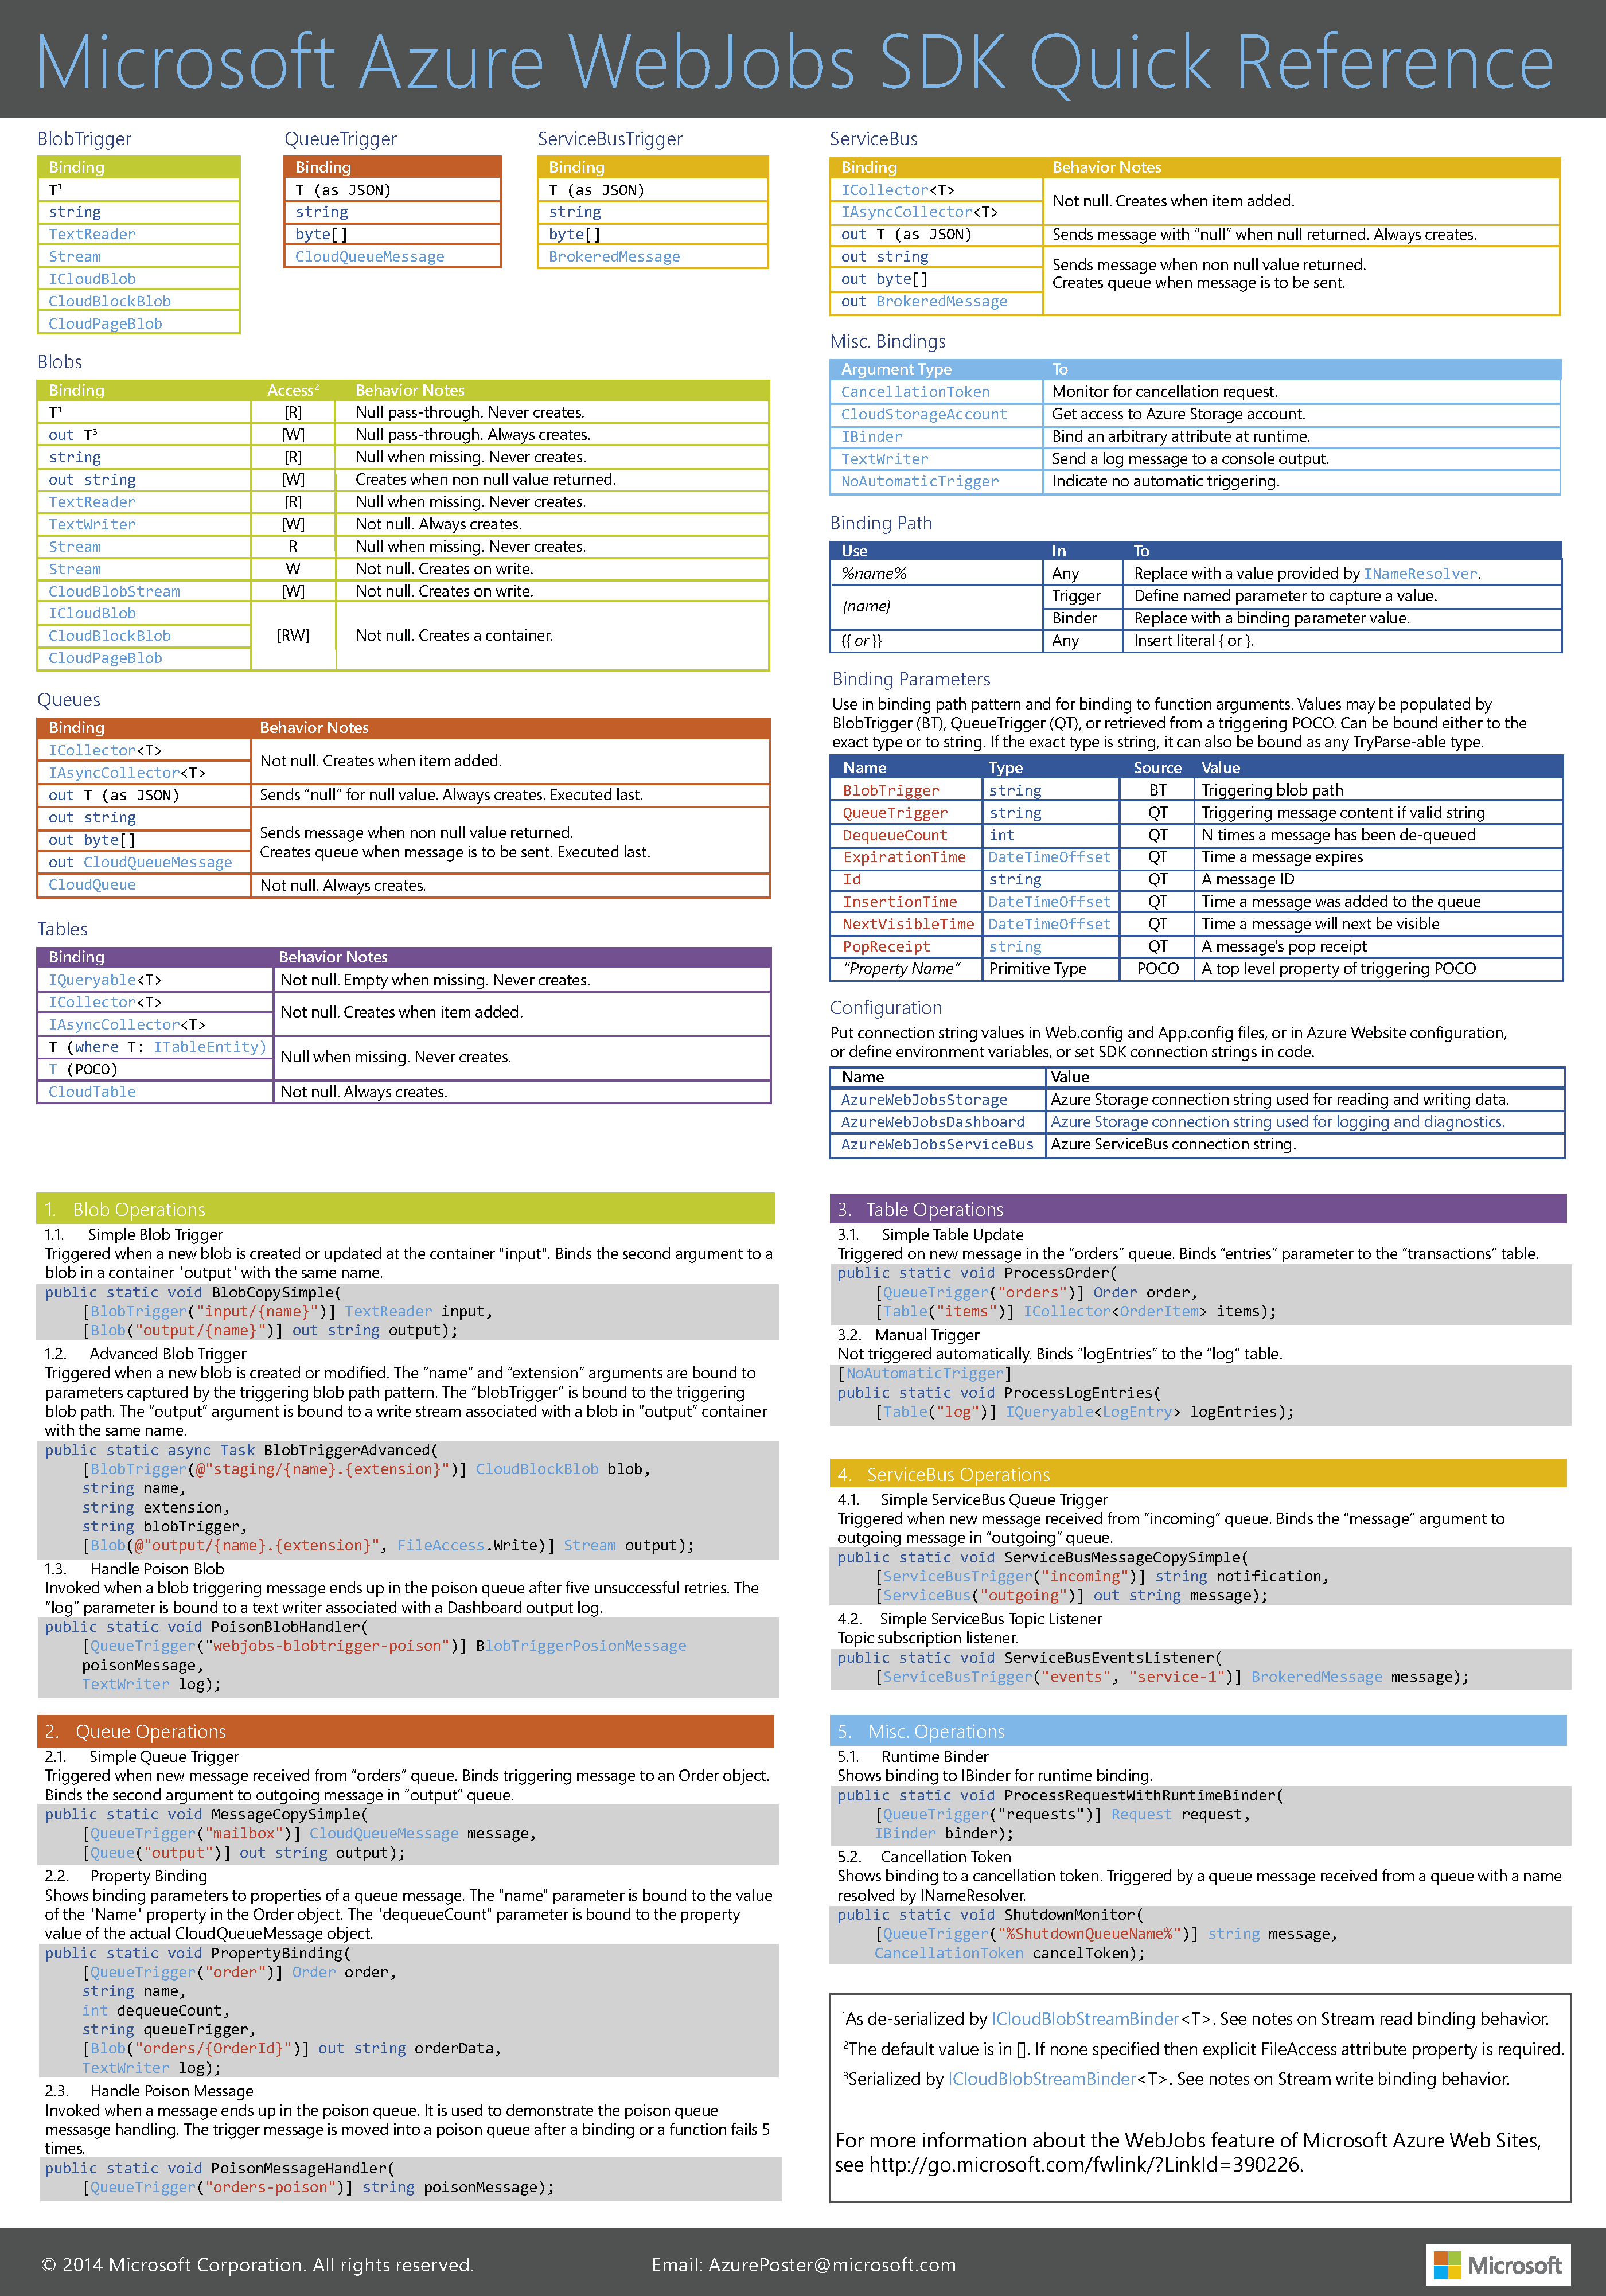 Microsoft Azure WebJobs SDK Quick Reference
BlobTrigger
Binding
T¹
string
TextReader
Stream
ICloudBlob
CloudBlockBlob
CloudPageBlob
QueueTrigger
Binding
T (as JSON)
string
byte[]
CloudQueueMessage
ServiceBusTrigger
Binding
T (as JSON)
string
byte[]
BrokeredMessage
Blobs
Binding Access² Behavior Notes
T¹ [R] Null pass-through. Never creates.
out T³ [W] Null pass-through. Always creates.
string [R] Null when missing. Never creates.
out string [W] Creates when non null value returned.
TextReader [R] Null when missing. Never creates.
TextWriter [W] Not null. Always creates.
Stream R Null when missing. Never creates.
Stream W Not null. Creates on write.
CloudBlobStream [W] Not null. Creates on write.
ICloudBlob
CloudBlockBlob [RW] Not null. Creates a container.
CloudPageBlob
Queues
Binding Behavior Notes
ICollector<T>
Not null. Creates when item added.
IAsyncCollector<T>
out T (as JSON) Sends “null” for null value. Always creates. Executed last.
out string
Sends message when non null value returned.
out byte[]
Creates queue when message is to be sent. Executed last.
out CloudQueueMessage
CloudQueue Not null. Always creates.
Tables
Binding Behavior Notes
IQueryable<T> Not null. Empty when missing. Never creates.
ICollector<T>
Not null. Creates when item added.
IAsyncCollector<T>
T (where T: ITableEntity)
Null when missing. Never creates.
T (POCO)
CloudTable Not null. Always creates.
ServiceBus
Binding Behavior Notes
ICollector<T>
Not null. Creates when item added.
IAsyncCollector<T>
out T (as JSON) Sends message with “null” when null returned. Always creates.
out string
Sends message when non null value returned.
out byte[]
Creates queue when message is to be sent.
out BrokeredMessage
Misc. Bindings
Argument Type To
CancellationToken Monitor for cancellation request.
CloudStorageAccount Get access to Azure Storage account.
IBinder Bind an arbitrary attribute at runtime.
TextWriter Send a log message to a console output.
NoAutomaticTrigger Indicate no automatic triggering.
Binding Path
Use In To
%name% Any Replace with a value provided by INameResolver.
{name} Trigger Define named parameter to capture a value.
Binder Replace with a binding parameter value.
{{ or }} Any Insert literal { or }.
Binding Parameters
Use in binding path pattern and for binding to function arguments. Values may be populated by
BlobTrigger (BT), QueueTrigger (QT), or retrieved from a triggering POCO. Can be bound either to the
exact type or to string. If the exact type is string, it can also be bound as any TryParse-able type.
Name Type Source Value
BlobTrigger string BT Triggering blob path
QueueTrigger string QT Triggering message content if valid string
DequeueCount int QT N times a message has been de-queued
ExpirationTime DateTimeOffset QT Time a message expires
Id string QT A message ID
InsertionTime DateTimeOffset QT Time a message was added to the queue
NextVisibleTime DateTimeOffset QT Time a message will next be visible
PopReceipt string QT A message's pop receipt
“Property Name” Primitive Type POCO A top level property of triggering POCO
Configuration
Put connection string values in Web.config and App.config files, or in Azure Website configuration,
or define environment variables, or set SDK connection strings in code.
Name Value
AzureWebJobsStorage Azure Storage connection string used for reading and writing data.
AzureWebJobsDashboard Azure Storage connection string used for logging and diagnostics.
AzureWebJobsServiceBus Azure ServiceBus connection string.
1. Blob Operations
1.1. Simple Blob Trigger
Triggered when a new blob is created or updated at the container "input". Binds the second argument to a
blob in a container "output" with the same name.
public static void BlobCopySimple(
[BlobTrigger("input/{name}")] TextReader input,
[Blob("output/{name}")] out string output);
1.2. Advanced Blob Trigger
Triggered when a new blob is created or modified. The “name” and “extension” arguments are bound to
parameters captured by the triggering blob path pattern. The “blobTrigger” is bound to the triggering
blob path. The “output” argument is bound to a write stream associated with a blob in “output” container
with the same name.
public static async Task BlobTriggerAdvanced(
[BlobTrigger(@"staging/{name}.{extension}")] CloudBlockBlob blob,
string name,
string extension,
string blobTrigger,
[Blob(@"output/{name}.{extension}", FileAccess.Write)] Stream output);
1.3. Handle Poison Blob
Invoked when a blob triggering message ends up in the poison queue after five unsuccessful retries. The
“log” parameter is bound to a text writer associated with a Dashboard output log.
public static void PoisonBlobHandler(
[QueueTrigger("webjobs-blobtrigger-poison")] BlobTriggerPosionMessage
poisonMessage,
TextWriter log);
2. Queue Operations
2.1. Simple Queue Trigger
Triggered when new message received from “orders” queue. Binds triggering message to an Order object.
Binds the second argument to outgoing message in “output” queue.
public static void MessageCopySimple(
[QueueTrigger("mailbox")] CloudQueueMessage message,
[Queue("output")] out string output);
2.2. Property Binding
Shows binding parameters to properties of a queue message. The "name" parameter is bound to the value
of the "Name" property in the Order object. The "dequeueCount" parameter is bound to the property
value of the actual CloudQueueMessage object.
public static void PropertyBinding(
[QueueTrigger("order")] Order order,
string name,
int dequeueCount,
string queueTrigger,
[Blob("orders/{OrderId}")] out string orderData,
TextWriter log);
2.3. Handle Poison Message
Invoked when a message ends up in the poison queue. It is used to demonstrate the poison queue
messasge handling. The trigger message is moved into a poison queue after a binding or a function fails 5
times.
public static void PoisonMessageHandler(
[QueueTrigger("orders-poison")] string poisonMessage);
3. Table Operations
3.1. Simple Table Update
Triggered on new message in the “orders” queue. Binds “entries” parameter to the “transactions” table.
public static void ProcessOrder(
[QueueTrigger("orders")] Order order,
[Table("items")] ICollector<OrderItem> items);
3.2. Manual Trigger
Not triggered automatically. Binds “logEntries” to the “log” table.
[NoAutomaticTrigger]
public static void ProcessLogEntries(
[Table("log")] IQueryable<LogEntry> logEntries);
4. ServiceBus Operations
4.1. Simple ServiceBus Queue Trigger
Triggered when new message received from “incoming” queue. Binds the “message” argument to
outgoing message in “outgoing” queue.
public static void ServiceBusMessageCopySimple(
[ServiceBusTrigger("incoming")] string notification,
[ServiceBus("outgoing")] out string message);
4.2. Simple ServiceBus Topic Listener
Topic subscription listener.
public static void ServiceBusEventsListener(
[ServiceBusTrigger("events", "service-1")] BrokeredMessage message);
5. Misc. Operations
5.1. Runtime Binder
Shows binding to IBinder for runtime binding.
public static void ProcessRequestWithRuntimeBinder(
[QueueTrigger("requests")] Request request,
IBinder binder);
5.2. Cancellation Token
Shows binding to a cancellation token. Triggered by a queue message received from a queue with a name
resolved by INameResolver.
public static void ShutdownMonitor(
[QueueTrigger("%ShutdownQueueName%")] string message,
CancellationToken cancelToken);
¹As de-serialized by ICloudBlobStreamBinder<T>. See notes on Stream read binding behavior.
²The default value is in []. If none specified then explicit FileAccess attribute property is required.
³Serialized by ICloudBlobStreamBinder<T>. See notes on Stream write binding behavior.
For more information about the WebJobs feature of Microsoft Azure Web Sites,
see http://go.microsoft.com/fwlink/?LinkId=390226.
© 2014 Microsoft Corporation. All rights reserved.
Email: AzurePoster@microsoft.com
Microsoft